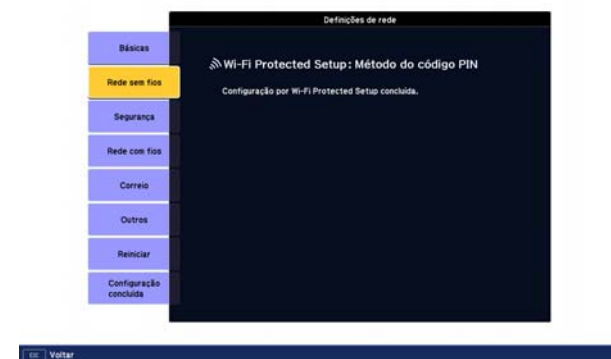 Definições de rede
Básicas
Rede sem fios
Segurança
Rede com fios
Correio
Outros
Reiniciar
Configuração
concluída
Wi-Fi Protected Setup: Método do código PIN
Configuração por Wi-Fi Protected Setup concluída.
Esc Voltar